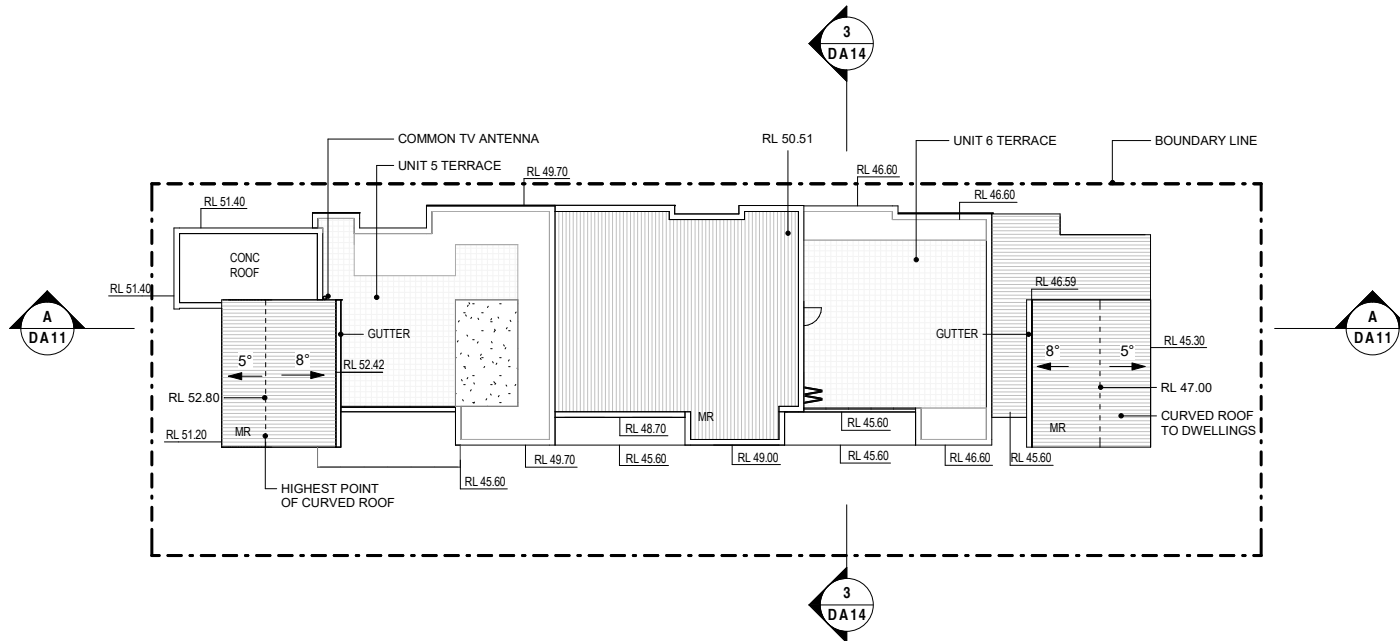 3
DA14
COMMON TV ANTENNA
RL 50.51
UNIT 6 TERRACE
BOUNDARY LINE
UNIT 5 TERRACE
RL 49.70
RL 46.60
RL 46.60
RL 51.40
CONC
ROOF
RL 51.40
RL 46.59
A
DA11
GUTTER
GUTTER
A
DA11
RL 45.30
5°
8°
RL 52.42
8°
5°
RL 52.80
RL 47.00
MR
MR
MR
CURVED ROOF
TO DWELLINGS
RL 51.20
RL 48.70
RL 45.60
RL 49.70
RL 45.60
RL 49.00
RL 45.60
RL 46.60
RL 45.60
RL 45.60
HIGHEST POINT
OF CURVED ROOF
3
DA14